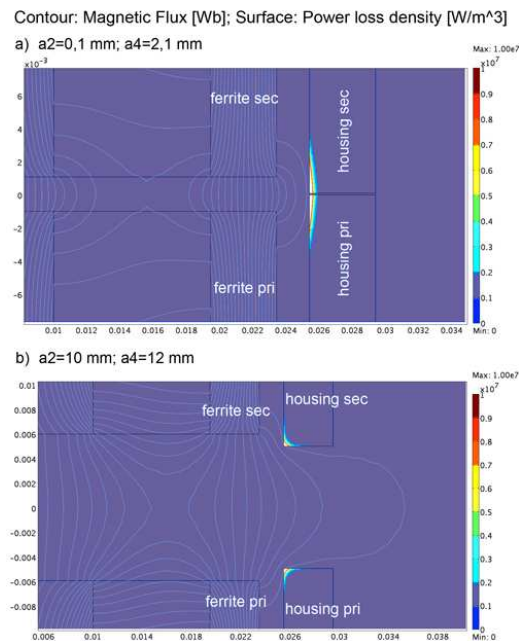 Contour: Magnetic Flux [Wb]; Surface: Power loss density [W/m^3]
a) a2=0,1 mm; a4=2,1 mm
Max: 1.00e7
×10⁻³
×10⁷
6
4
2
0
-2
-4
-6
ferrite sec
housing sec
ferrite pri
housing pri
1
0.9
0.8
0.7
0.6
0.5
0.4
0.3
0.2
0.1
0
Min: 0
0.01 0.012 0.014 0.016 0.018 0.02 0.022 0.024 0.026 0.028 0.03 0.032 0.034
b) a2=10 mm; a4=12 mm
Max: 1.00e7
×10⁷
0.01
0.008
0.006
0.004
0.002
0
-0.002
-0.004
-0.006
-0.008
ferrite sec
housing sec
ferrite pri
housing pri
1
0.9
0.8
0.7
0.6
0.5
0.4
0.3
0.2
0.1
0
Min: 0
0.006 0.01 0.014 0.018 0.022 0.026 0.03 0.034 0.038